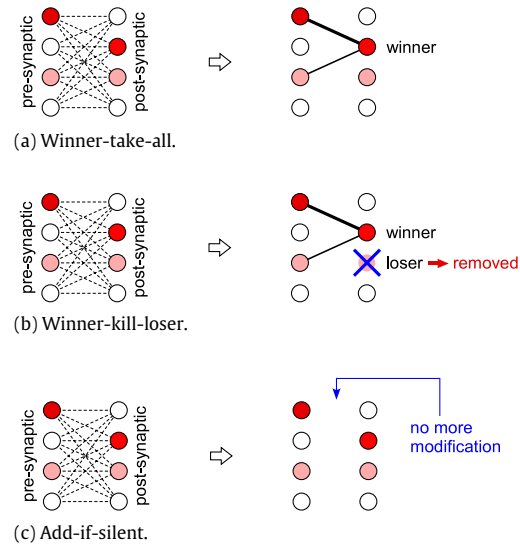 pre-synaptic
post-synaptic
winner
(a) Winner-take-all.
pre-synaptic
post-synaptic
winner
loser
removed
(b) Winner-kill-loser.
pre-synaptic
post-synaptic
no more
modification
(c) Add-if-silent.